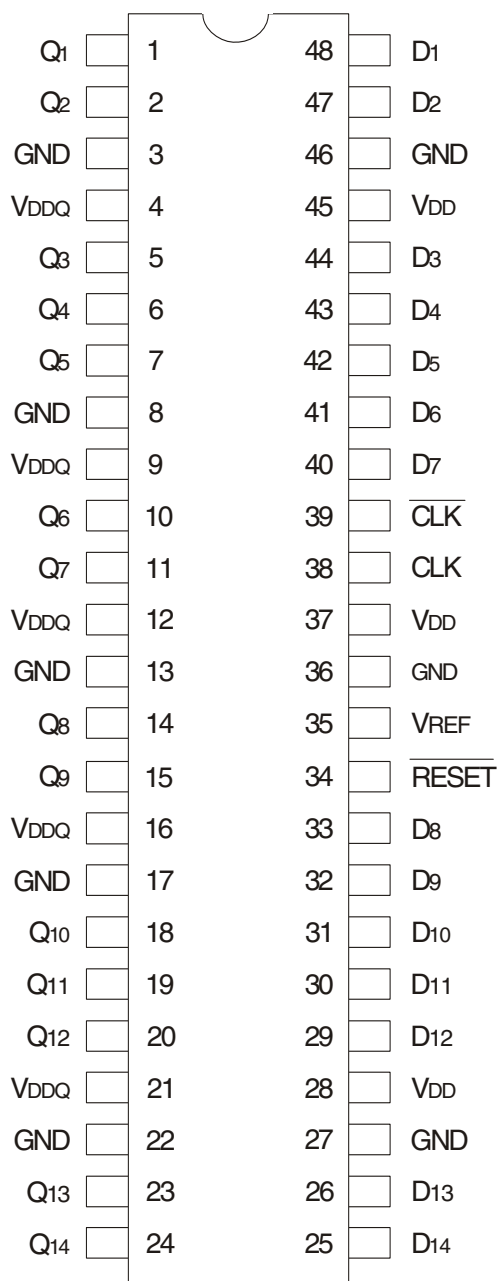 Q1 1 48 D1
Q2 2 47 D2
GND 3 46 GND
VDDQ 4 45 VDD
Q3 5 44 D3
Q4 6 43 D4
Q5 7 42 D5
GND 8 41 D6
VDDQ 9 40 D7
Q6 10 39 CLK
Q7 11 38 CLK
VDDQ 12 37 VDD
GND 13 36 GND
Q8 14 35 VREF
Q9 15 34 RESET
VDDQ 16 33 D8
GND 17 32 D9
Q10 18 31 D10
Q11 19 30 D11
Q12 20 29 D12
VDDQ 21 28 VDD
GND 22 27 GND
Q13 23 26 D13
Q14 24 25 D14